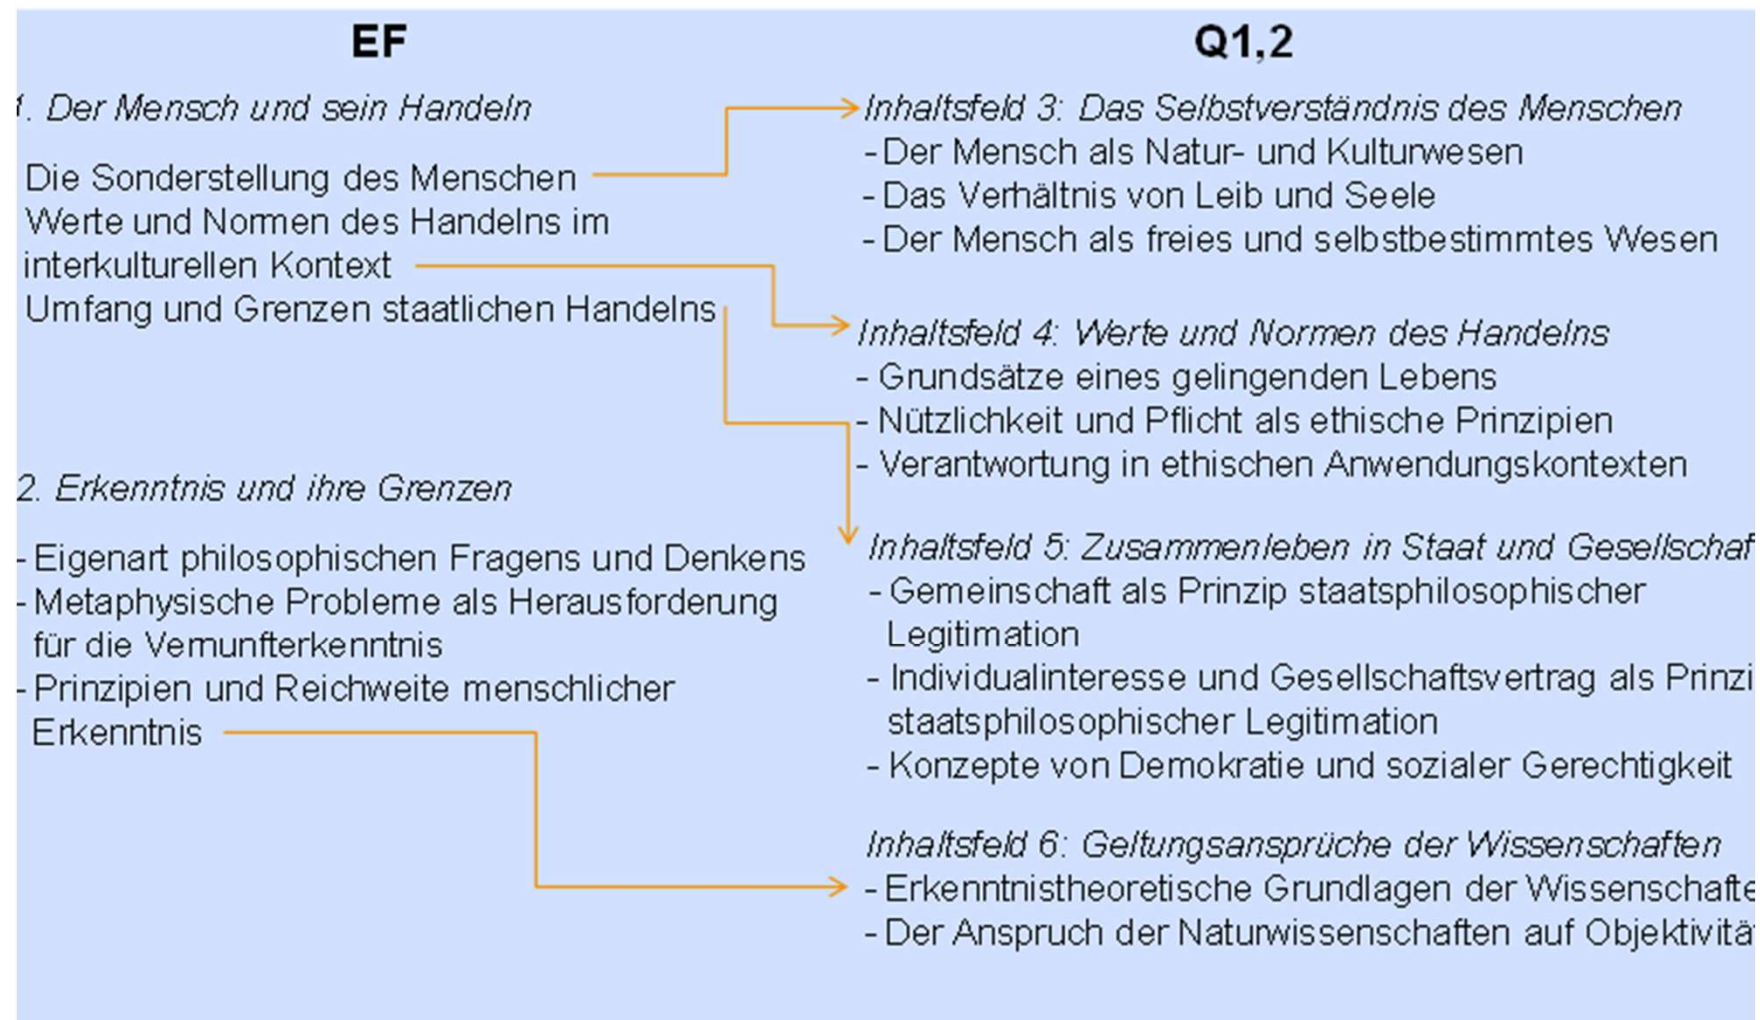 EF
1. Der Mensch und sein Handeln
Die Sonderstellung des Menschen
Werte und Normen des Handelns im
interkulturellen Kontext
Umfang und Grenzen staatlichen Handelns
2. Erkenntnis und ihre Grenzen
- Eigenart philosophischen Fragens und Denkens
- Metaphysische Probleme als Herausforderung
für die Vernunfterkenntnis
- Prinzipien und Reichweite menschlicher
Erkenntnis
Q1,2
Inhaltsfeld 3: Das Selbstverständnis des Menschen
- Der Mensch als Natur- und Kulturwesen
- Das Verhältnis von Leib und Seele
- Der Mensch als freies und selbstbestimmtes Wesen
Inhaltsfeld 4: Werte und Normen des Handelns
- Grundsätze eines gelingenden Lebens
- Nützlichkeit und Pflicht als ethische Prinzipien
- Verantwortung in ethischen Anwendungskontexten
Inhaltsfeld 5: Zusammenleben in Staat und Gesellschaf
- Gemeinschaft als Prinzip staatsphilosophischer
Legitimation
- Individualinteresse und Gesellschaftsvertrag als Prinzi
staatsphilosophischer Legitimation
- Konzepte von Demokratie und sozialer Gerechtigkeit
Inhaltsfeld 6: Geltungsansprüche der Wissenschaften
- Erkenntnistheoretische Grundlagen der Wissenschafte
- Der Anspruch der Naturwissenschaften auf Objektivitä